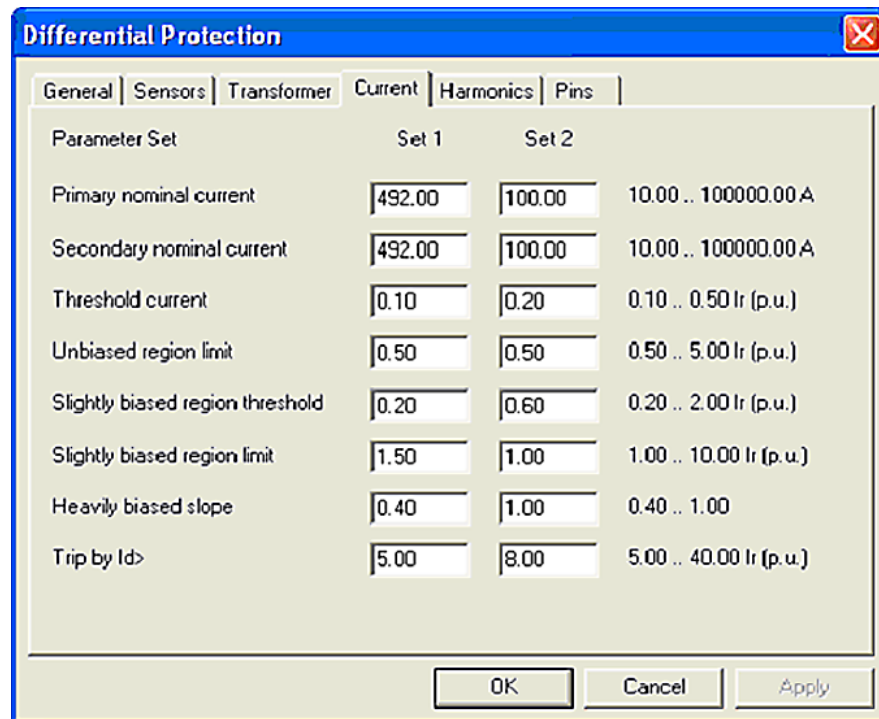 Differential Protection
General Sensors Transformer Current Harmonics Pins
Parameter Set Set 1 Set 2
Primary nominal current 492.00 100.00 10.00 .. 100000.00 A
Secondary nominal current 492.00 100.00 10.00 .. 100000.00 A
Threshold current 0.10 0.20 0.10 .. 0.50 Ir (p.u.)
Unbiased region limit 0.50 0.50 0.50 .. 5.00 Ir (p.u.)
Slightly biased region threshold 0.20 0.60 0.20 .. 2.00 Ir (p.u.)
Slightly biased region limit 1.50 1.00 1.00 .. 10.00 Ir (p.u.)
Heavily biased slope 0.40 1.00 0.40 .. 1.00
Trip by Id> 5.00 8.00 5.00 .. 40.00 Ir (p.u.)
OK Cancel Apply